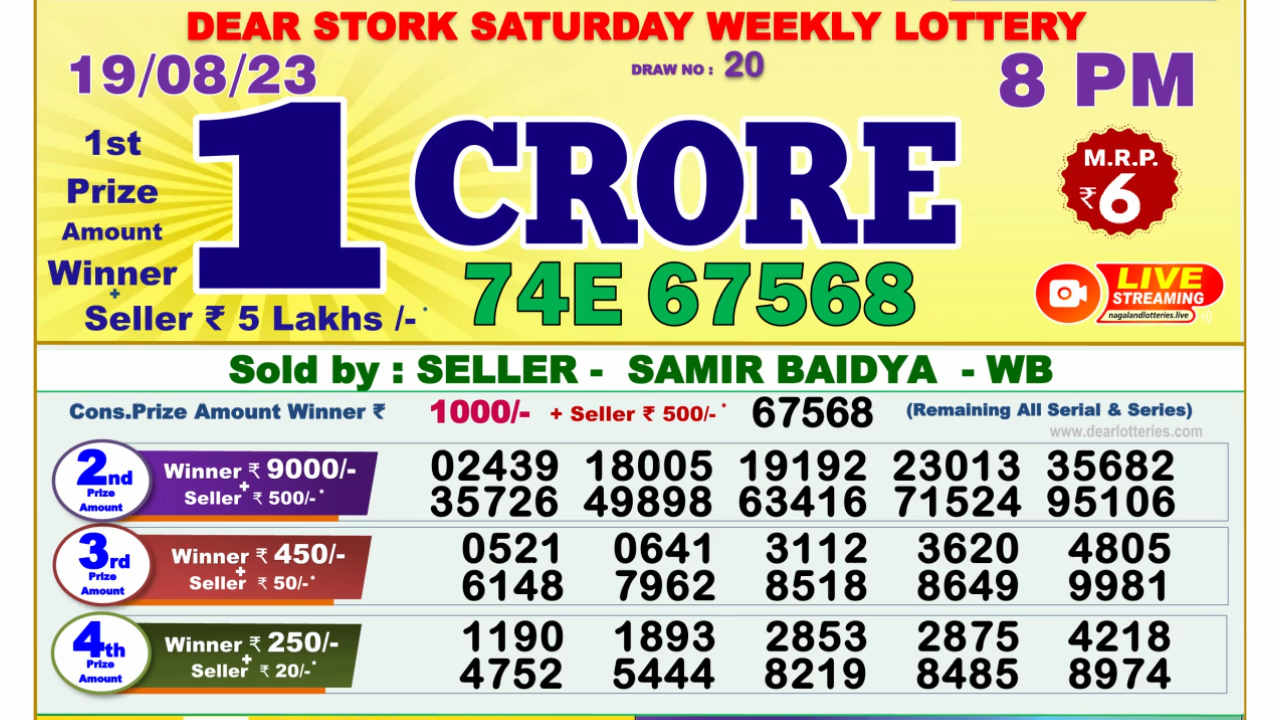 DEAR STORK SATURDAY WEEKLY LOTTERY
19/08/23
DRAW NO : 20
8 PM
1st
Prize
Amount
Winner
+
Seller ₹ 5 Lakhs /-*
1 CRORE
74E 67568
M.R.P.
₹ 6
LIVE
STREAMING
nagalandlotteries.live
Sold by : SELLER - SAMIR BAIDYA - WB
Cons.Prize Amount Winner ₹ 1000/- + Seller ₹ 500/-* 67568 (Remaining All Serial & Series)
www.dearlotteries.com
2nd
Prize
Amount
Winner ₹ 9000/-
+
Seller ₹ 500/-*
02439 18005 19192 23013 35682
35726 49898 63416 71524 95106
3rd
Prize
Amount
Winner ₹ 450/-
+
Seller ₹ 50/-*
0521 0641 3112 3620 4805
6148 7962 8518 8649 9981
4th
Prize
Amount
Winner ₹ 250/-
+
Seller ₹ 20/-*
1190 1893 2853 2875 4218
4752 5444 8219 8485 8974